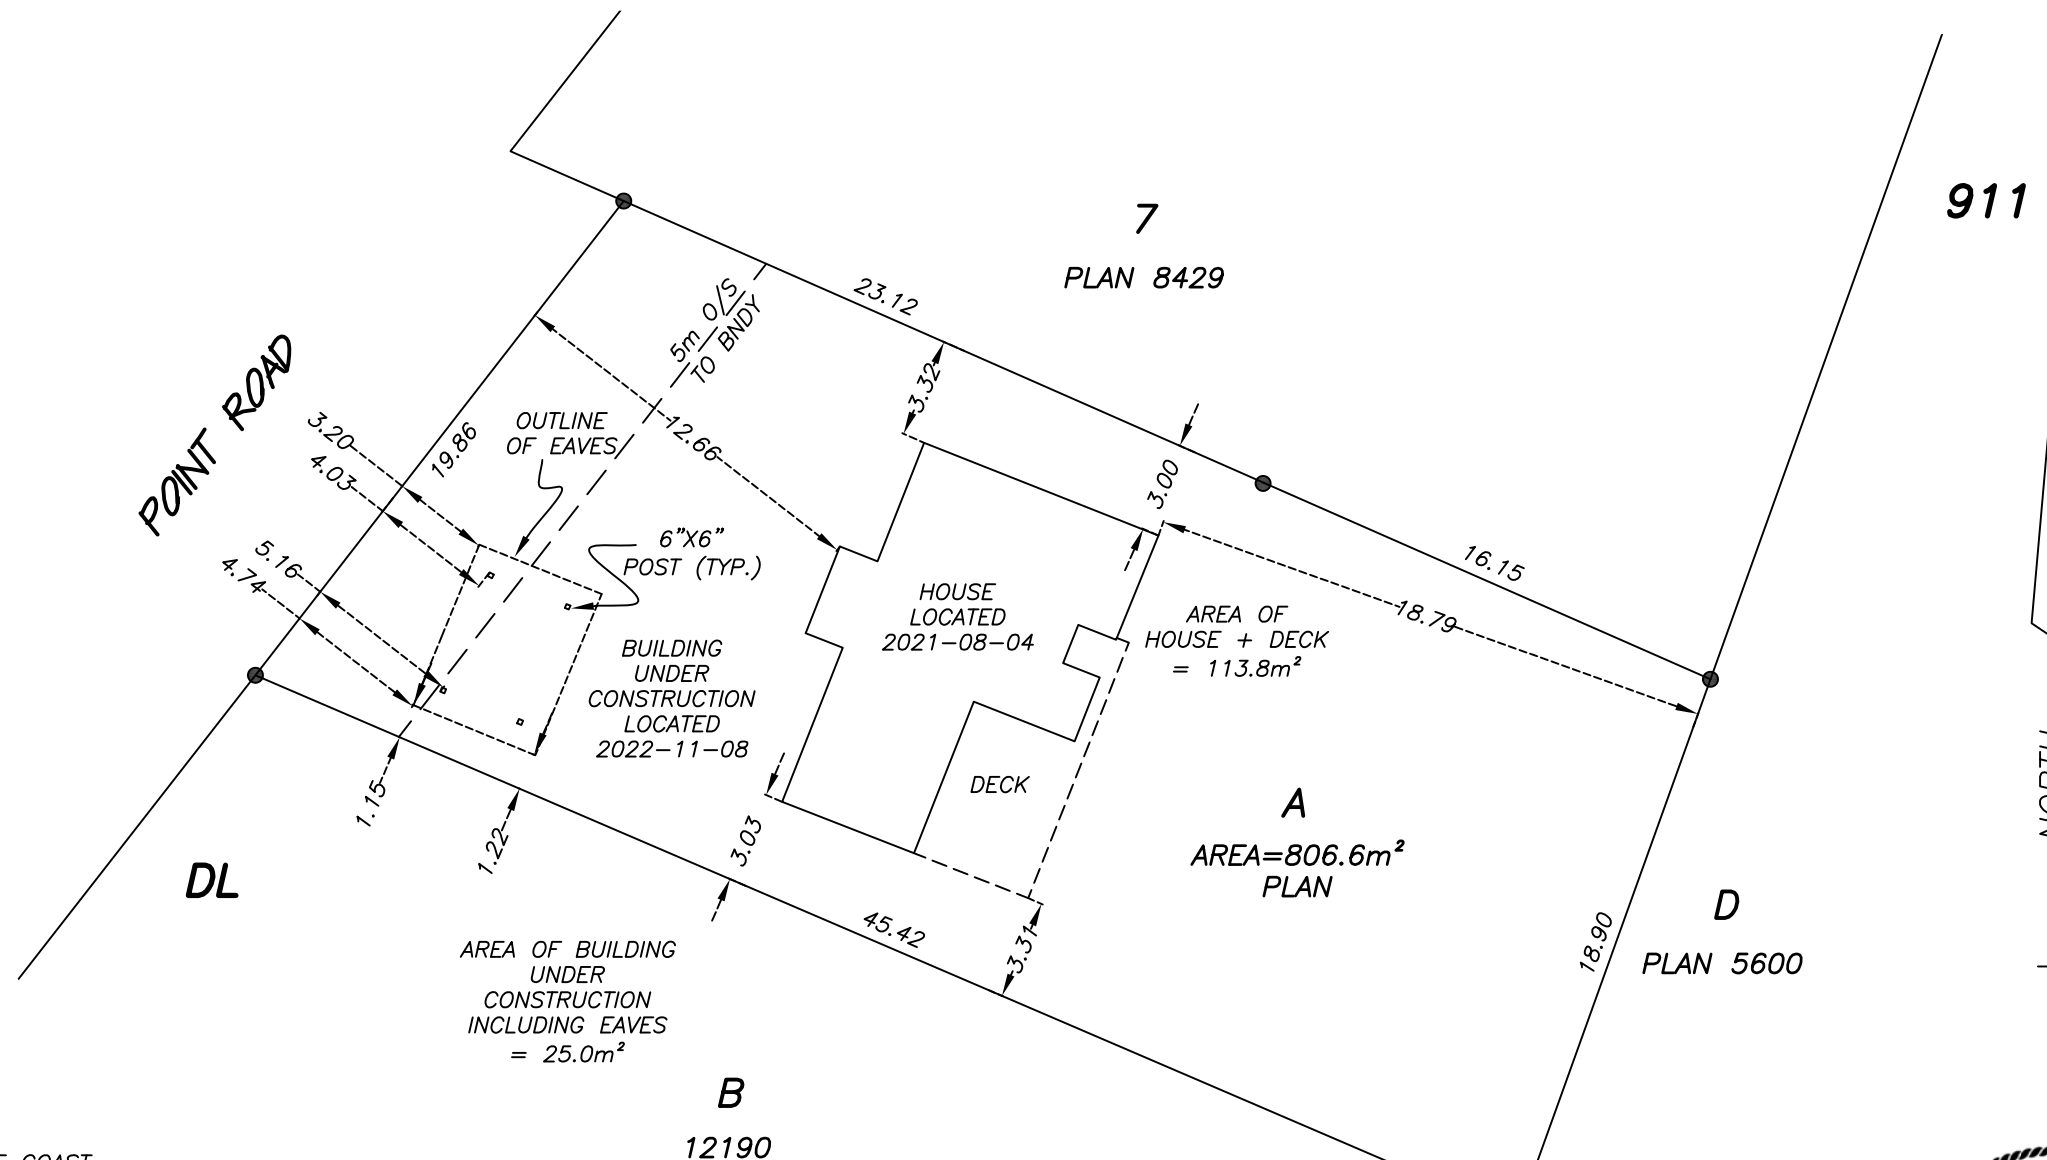 911
7
PLAN 8429
23.12
5m O/S
TO BNDY
POINT ROAD
3.32
3.20
4.03
19.86
OUTLINE
OF EAVES
12.66
3.00
6"X6"
POST (TYP.)
5.16
4.74
16.15
18.79
HOUSE
LOCATED
2021-08-04
AREA OF
HOUSE + DECK
= 113.8m²
BUILDING
UNDER
CONSTRUCTION
LOCATED
2022-11-08
DECK
1.15
1.22
3.03
A
AREA=806.6m²
PLAN
DL
45.42
3.31
18.90
D
PLAN 5600
AREA OF BUILDING
UNDER
CONSTRUCTION
INCLUDING EAVES
= 25.0m²
B
12190
NORTH
COAST